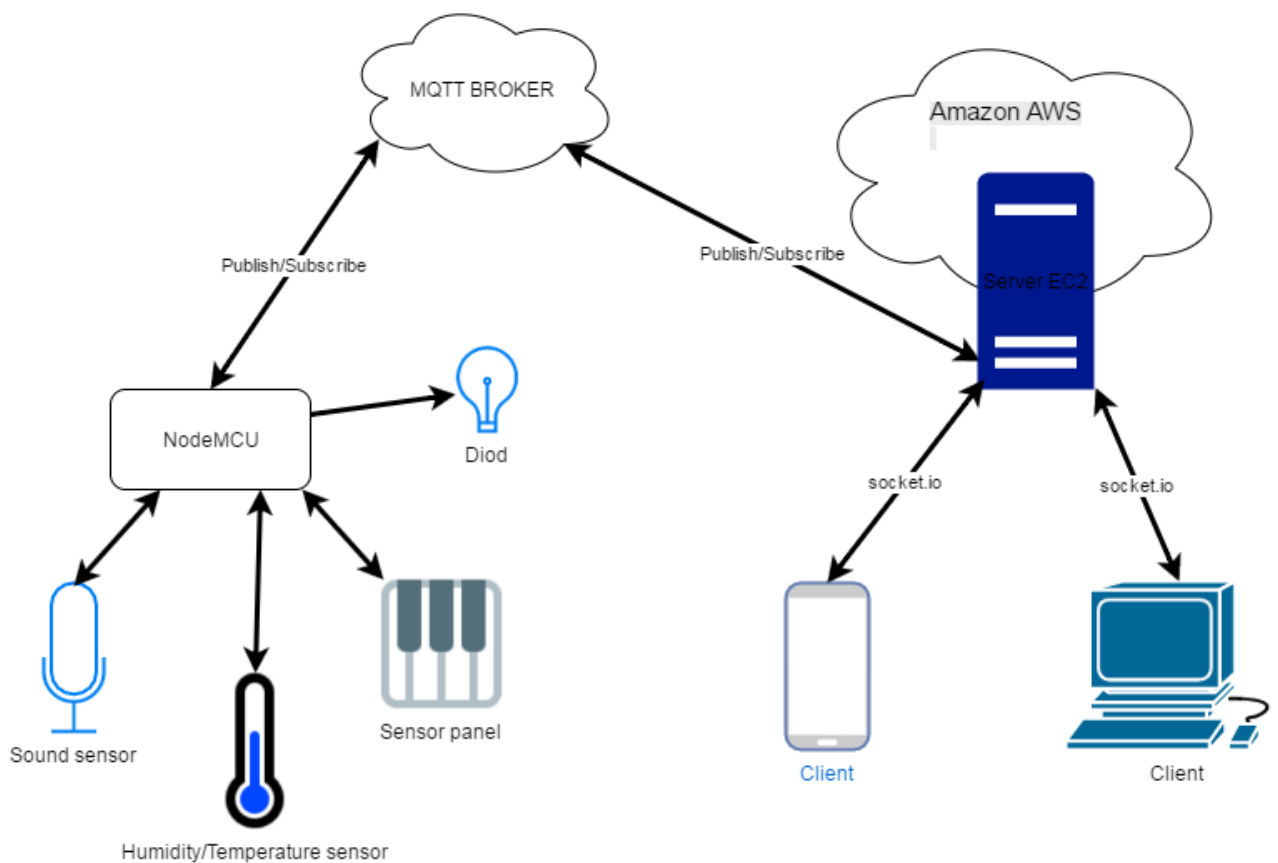 MQTT BROKER
Amazon AWS
Publish/Subscribe
Publish/Subscribe
Server EC2
NodeMCU
Diod
socket.io
socket.io
Sound sensor
Sensor panel
Client
Client
Humidity/Temperature sensor